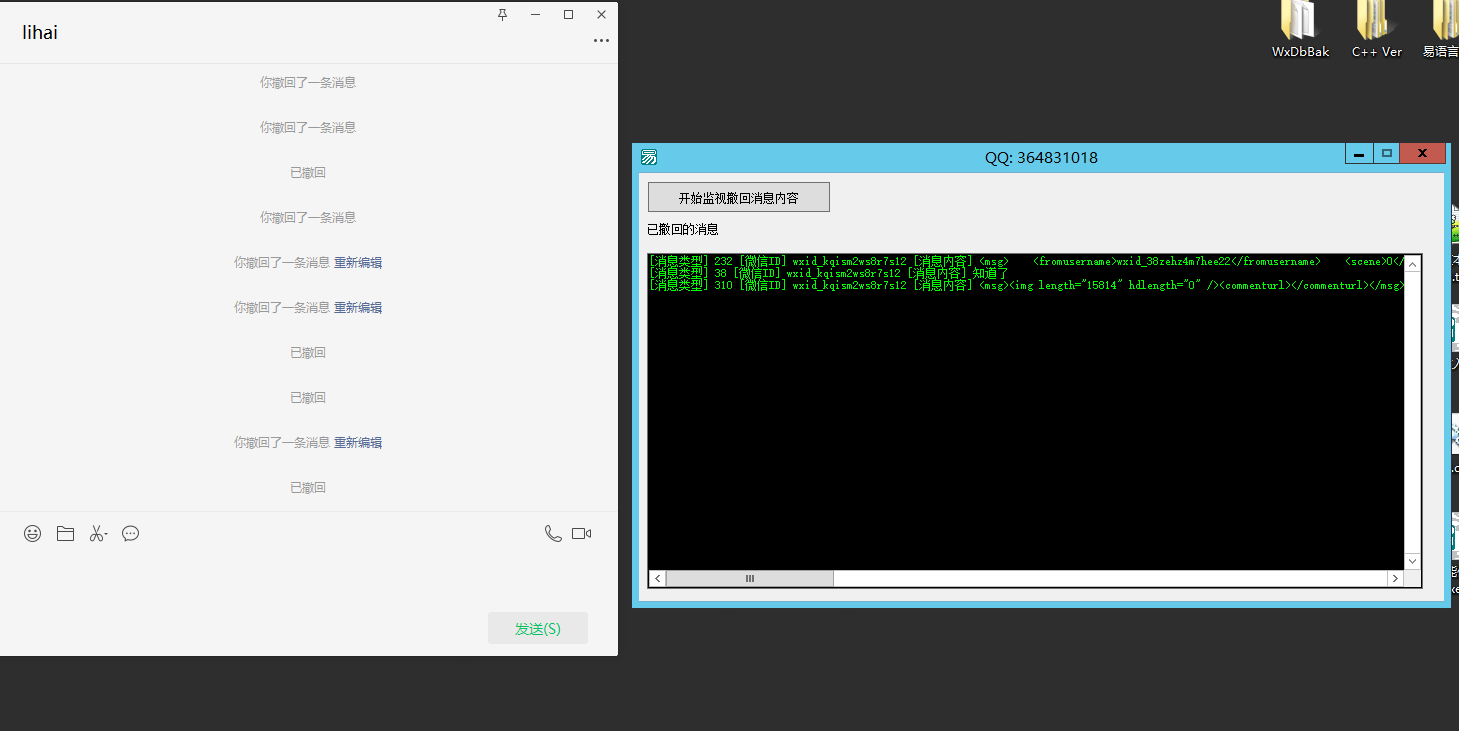 lihai
你撤回了一条消息
你撤回了一条消息
已撤回
你撤回了一条消息
你撤回了一条消息 重新编辑
你撤回了一条消息 重新编辑
已撤回
已撤回
你撤回了一条消息 重新编辑
已撤回
发送(S)
WxDbBak
C++ Ver
易语言
易
QQ: 364831018
开始监视撤回消息内容
已撤回的消息
[消息类型] 232 [微信ID] wxid_kqism2ws8r7s12 [消息内容] <msg> <fromusername>wxid_38zehz4m7hee22</fromusername> <scene>0</
[消息类型] 38 [微信ID] wxid_kqism2ws8r7s12 [消息内容] 知道了
[消息类型] 310 [微信ID] wxid_kqism2ws8r7s12 [消息内容] <msg><img length="15814" hdlength="0" /><commenturl></commenturl></msg>